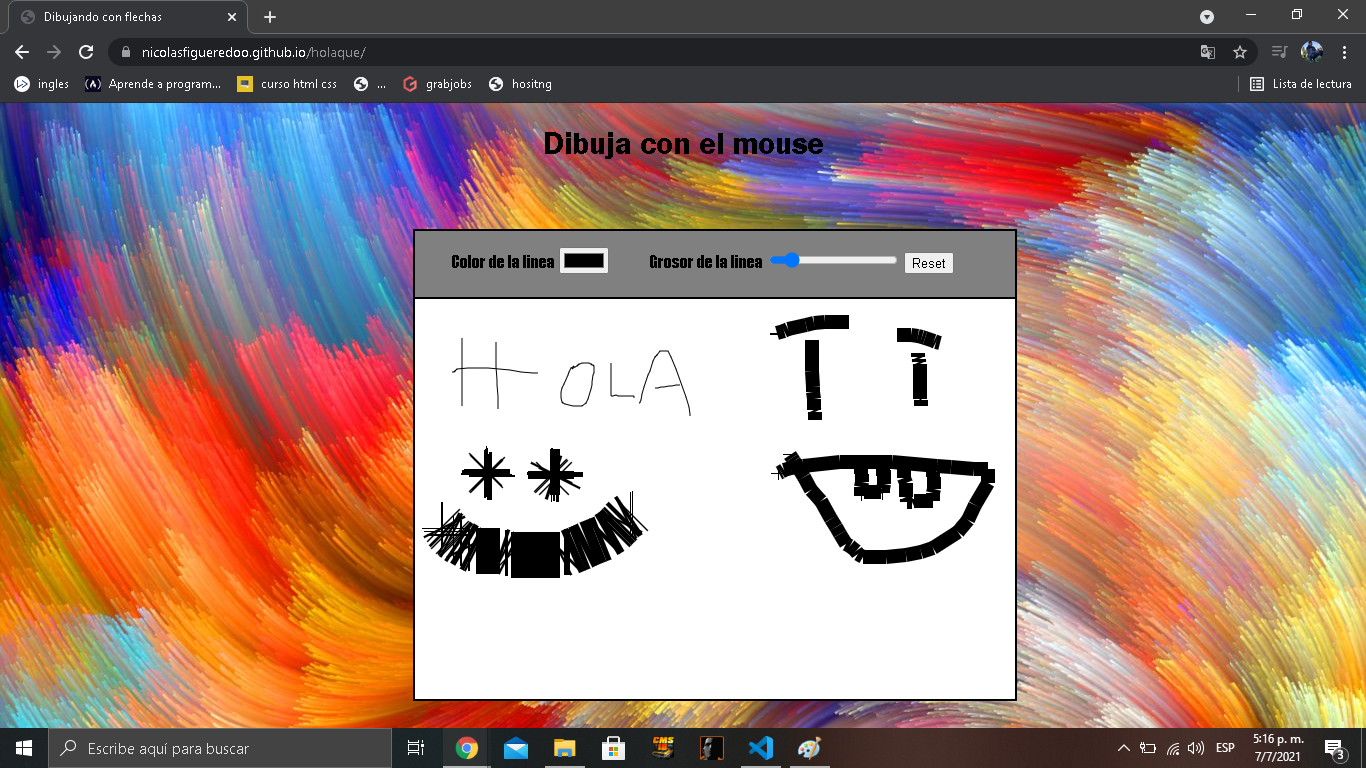 Dibujando con flechas
nicolasfigueredoo.github.io/holaque/
ingles
Aprende a program...
curso html css
...
grabjobs
hositng
Lista de lectura
Dibuja con el mouse
Color de la linea
Grosor de la linea
Reset
HOLA
TT
Escribe aquí para buscar
CMS
ESP
5:16 p. m.
7/7/2021
3